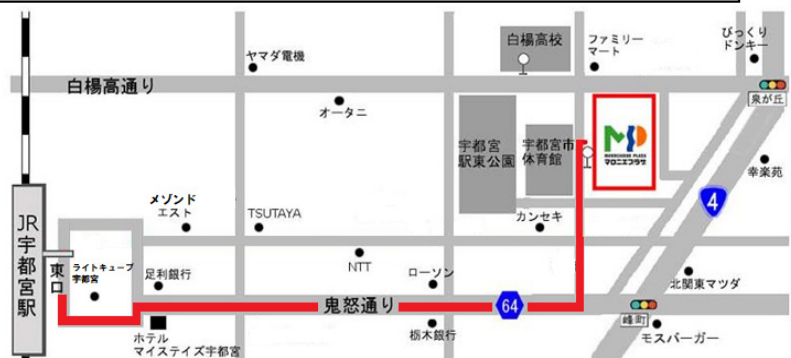 びっくり
ドンキー
白楊高校
ファミリー
マート
ヤマダ電機
白楊高通り
泉が丘
オータニ
宇都宮
駅東公園
宇都宮市
体育館
MP
マロニエプラザ
幸楽苑
メゾンド
エスト
TSUTAYA
カンセキ
4
JR宇都宮駅
東口
ライトキューブ
宇都宮
足利銀行
NTT
ローソン
北関東マツダ
鬼怒通り
64
峰町
ホテル
マイステイズ宇都宮
栃木銀行
モスバーガー